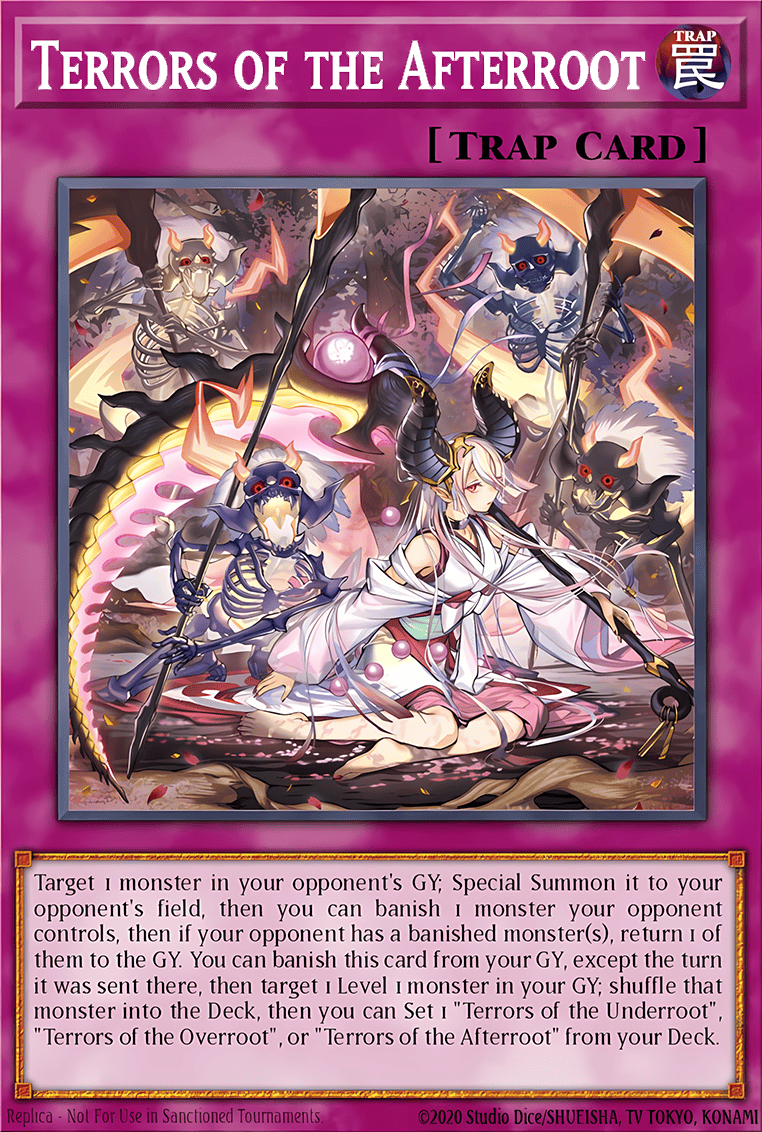 TERRORS OF THE AFTERROOT
TRAP
罠
[TRAP CARD]
Target 1 monster in your opponent's GY; Special Summon it to your
opponent's field, then you can banish 1 monster your opponent
controls, then if your opponent has a banished monster(s), return 1 of
them to the GY. You can banish this card from your GY, except the turn
it was sent there, then target 1 Level 1 monster in your GY; shuffle that
monster into the Deck, then you can Set 1 "Terrors of the Underroot",
"Terrors of the Overroot", or "Terrors of the Afterroot" from your Deck.
Replica - Not For Use in Sanctioned Tournaments.
©2020 Studio Dice/SHUEISHA, TV TOKYO, KONAMI